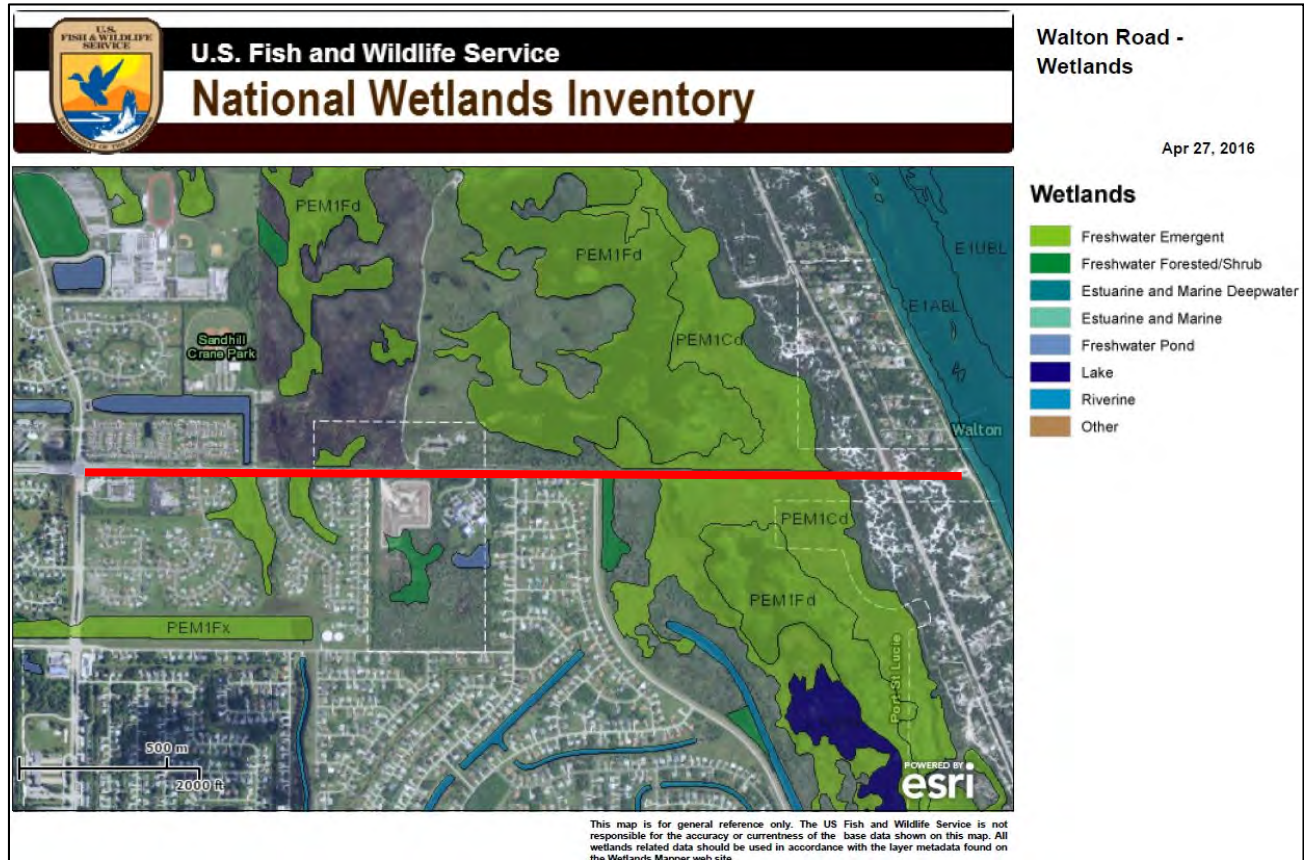 U.S.
FISH & WILDLIFE
SERVICE
DEPARTMENT OF THE INTERIOR
U.S. Fish and Wildlife Service
National Wetlands Inventory
Walton Road -
Wetlands
Apr 27, 2016
Wetlands
Freshwater Emergent
Freshwater Forested/Shrub
Estuarine and Marine Deepwater
Estuarine and Marine
Freshwater Pond
Lake
Riverine
Other
PEM1Fd
PEM1Fd
E1UBL
E1ABL
Sandhill
Crane Park
PEM1Cd
Walton
PEM1Cd
PEM1Fd
PEM1Fx
Port St Lucie
500 m
2000 ft
POWERED BY
esri
This map is for general reference only. The US Fish and Wildlife Service is not
responsible for the accuracy or currentness of the base data shown on this map. All
wetlands related data should be used in accordance with the layer metadata found on
the Wetlands Mapper web site.